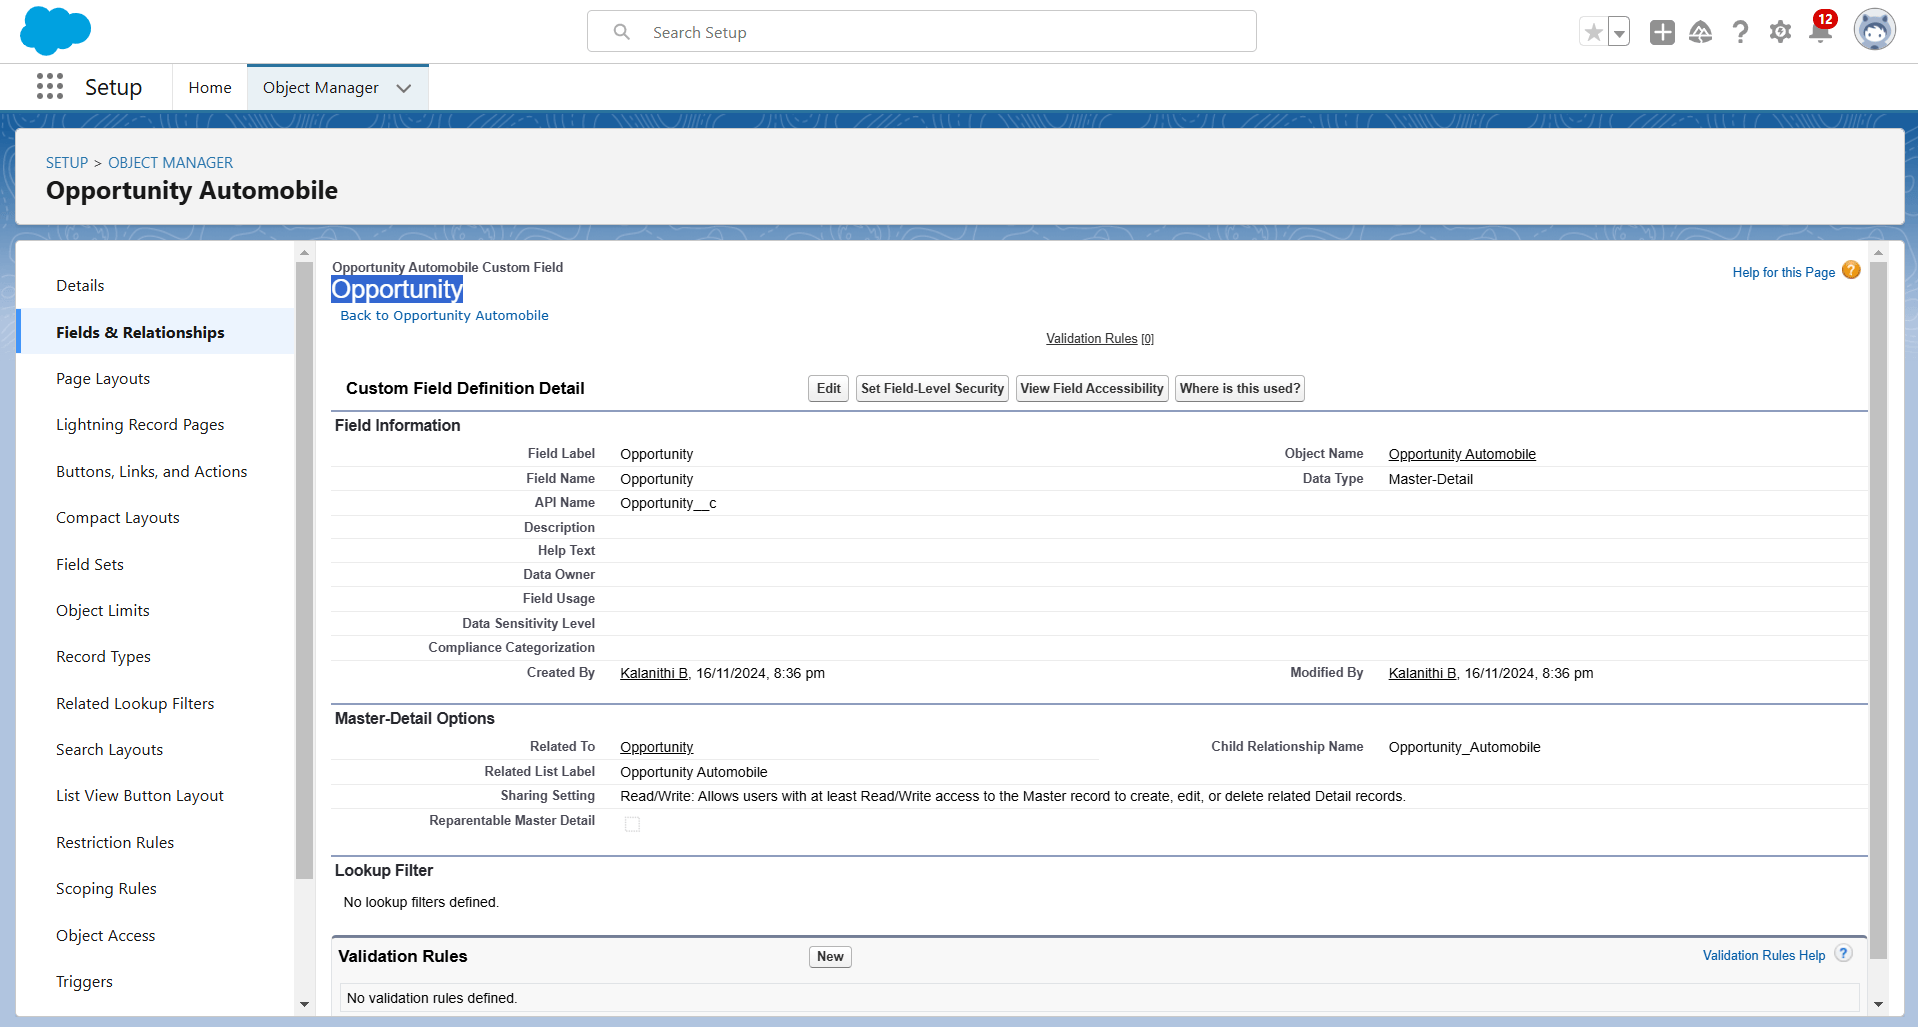 Search Setup
12
Setup
Home
Object Manager
SETUP > OBJECT MANAGER
Opportunity Automobile
Details
Fields & Relationships
Page Layouts
Lightning Record Pages
Buttons, Links, and Actions
Compact Layouts
Field Sets
Object Limits
Record Types
Related Lookup Filters
Search Layouts
List View Button Layout
Restriction Rules
Scoping Rules
Object Access
Triggers
Opportunity Automobile Custom Field
Opportunity
Help for this Page ?
Back to Opportunity Automobile
Validation Rules [0]
Custom Field Definition Detail
Edit Set Field-Level Security View Field Accessibility Where is this used?
Field Information
Field Label Opportunity Object Name Opportunity Automobile
Field Name Opportunity Data Type Master-Detail
API Name Opportunity__c
Description
Help Text
Data Owner
Field Usage
Data Sensitivity Level
Compliance Categorization
Created By Kalanithi B, 16/11/2024, 8:36 pm Modified By Kalanithi B, 16/11/2024, 8:36 pm
Master-Detail Options
Related To Opportunity Child Relationship Name Opportunity_Automobile
Related List Label Opportunity Automobile
Sharing Setting Read/Write: Allows users with at least Read/Write access to the Master record to create, edit, or delete related Detail records.
Reparentable Master Detail
Lookup Filter
No lookup filters defined.
Validation Rules New Validation Rules Help ?
No validation rules defined.